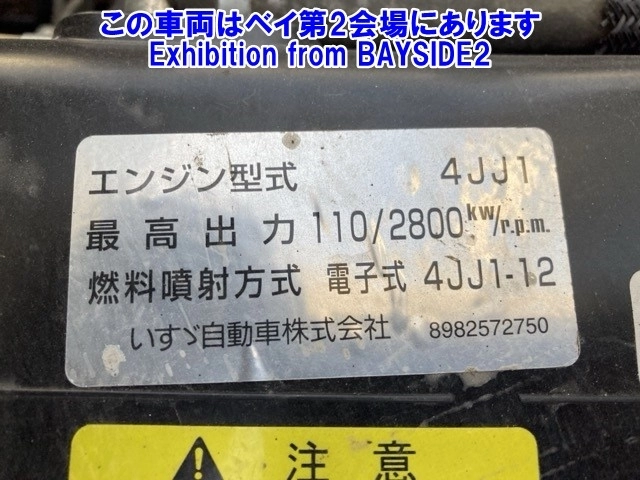 この車両はベイ第2会場にあります
Exhibition from BAYSIDE2
エンジン型式 4JJ1
最高出力 110/2800kw/r.p.m.
燃料噴射方式 電子式 4JJ1-12
いすゞ自動車株式会社 8982572750
注意